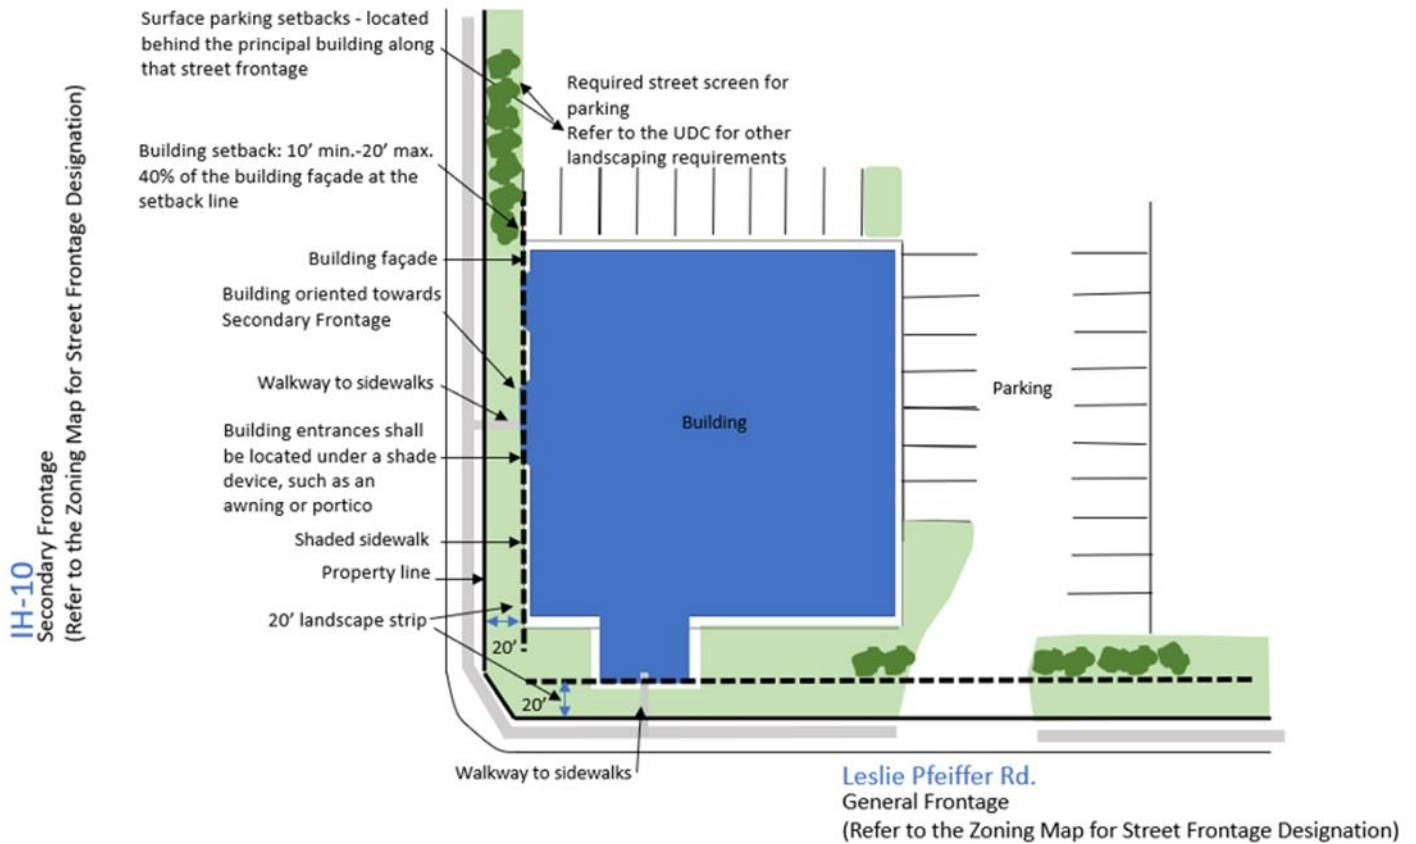 Surface parking setbacks - located
behind the principal building along
that street frontage
Required street screen for
parking
Refer to the UDC for other
landscaping requirements
Building setback: 10' min.-20' max.
40% of the building façade at the
setback line
Building façade
Building oriented towards
Secondary Frontage
Walkway to sidewalks
Building entrances shall
be located under a shade
device, such as an
awning or portico
Shaded sidewalk
Property line
20' landscape strip
20'
20'
Building
Parking
Walkway to sidewalks
IH-10
Secondary Frontage
(Refer to the Zoning Map for Street Frontage Designation)
Leslie Pfeiffer Rd.
General Frontage
(Refer to the Zoning Map for Street Frontage Designation)